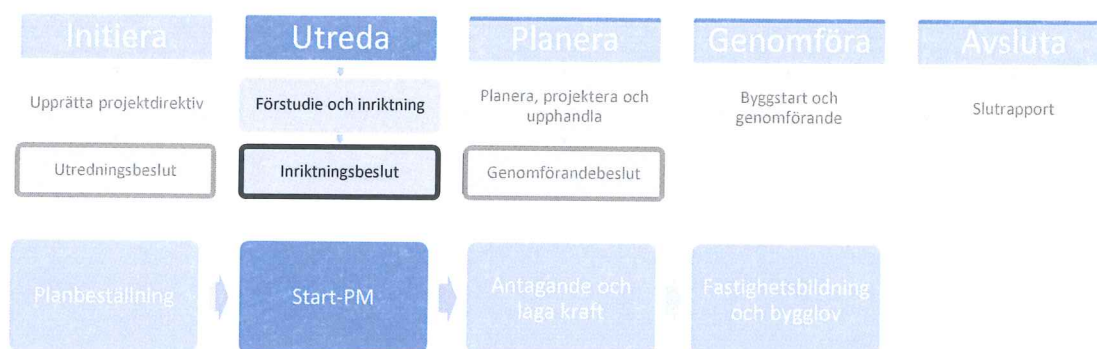 Initiera
Utreda
Planera
Genomföra
Avsluta
Upprätta projektdirektiv
Förstudie och inriktning
Planera, projektera och
upphandla
Byggstart och
genomförande
Slutrapport
Utredningsbeslut
Inriktningsbeslut
Genomförandebeslut
Planbeställning
Start-PM
Antagande och
laga kraft
Fastighetsbildning
och bygglov